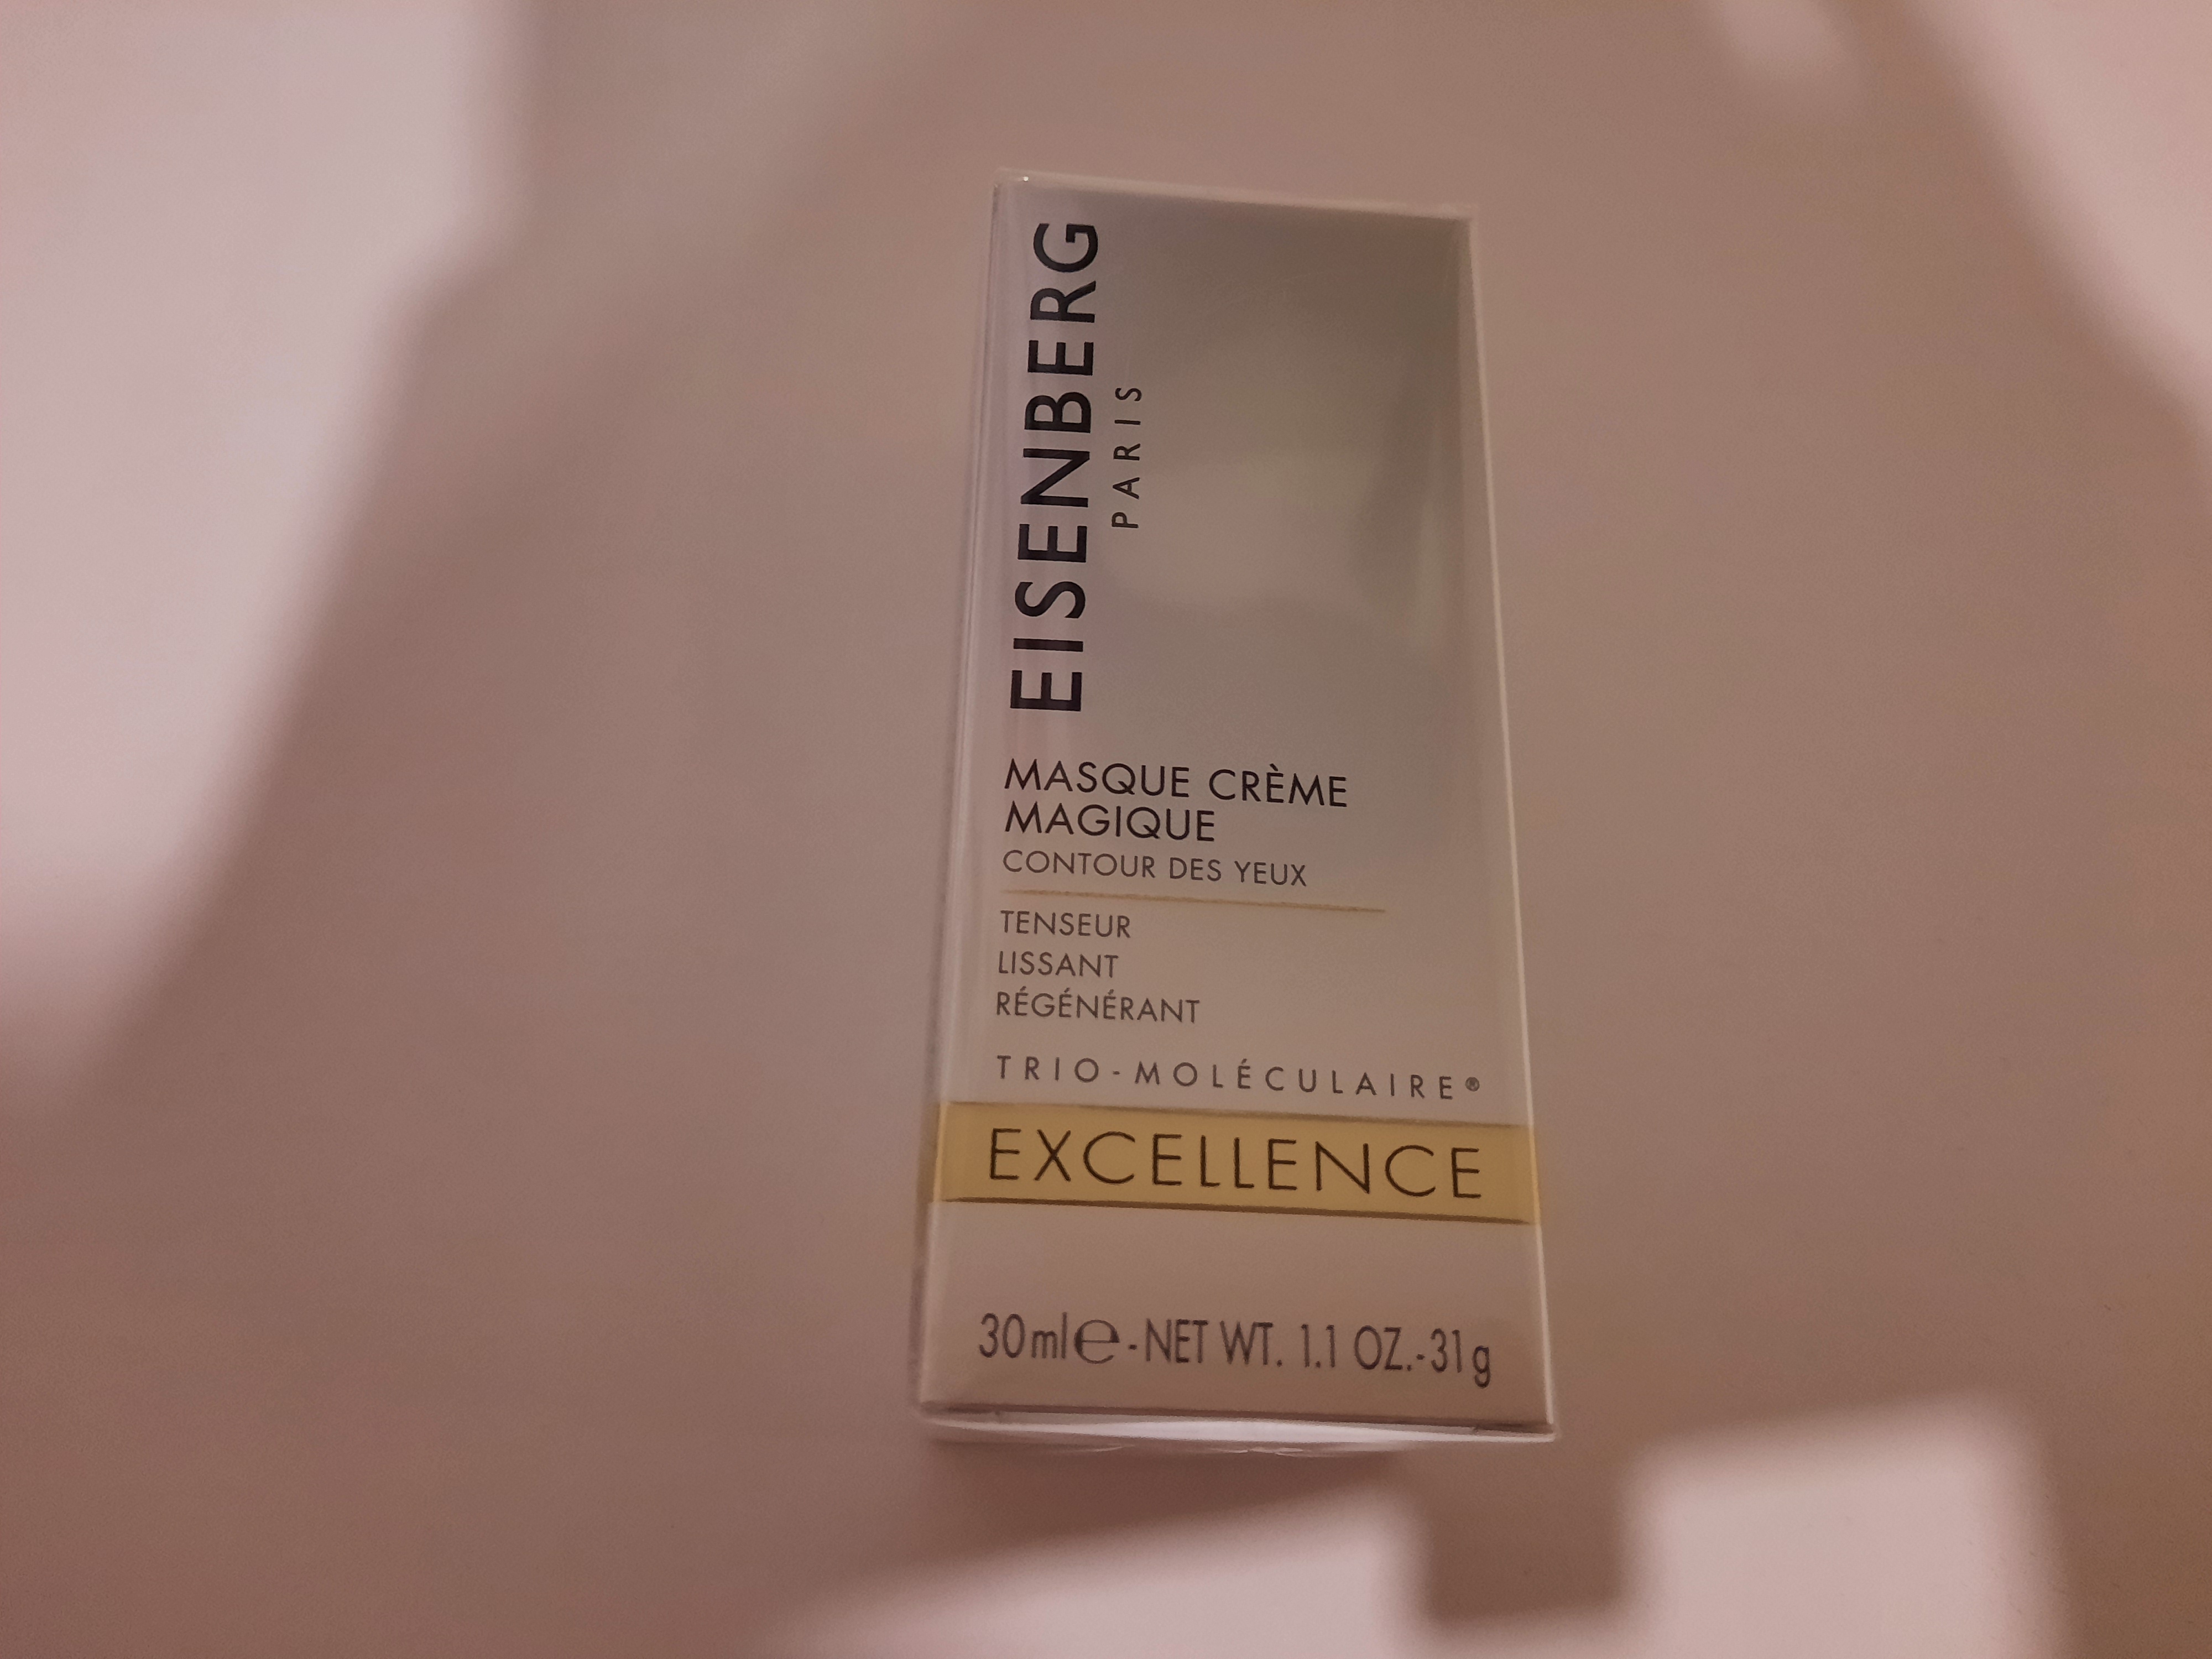 EISENBERG
PARIS
MASQUE CRÈME
MAGIQUE
CONTOUR DES YEUX
TENSEUR
LISSANT
RÉGÉNÉRANT
TRIO-MOLÉCULAIRE®
EXCELLENCE
30ml℮-NET WT. 1.1 OZ.-31g